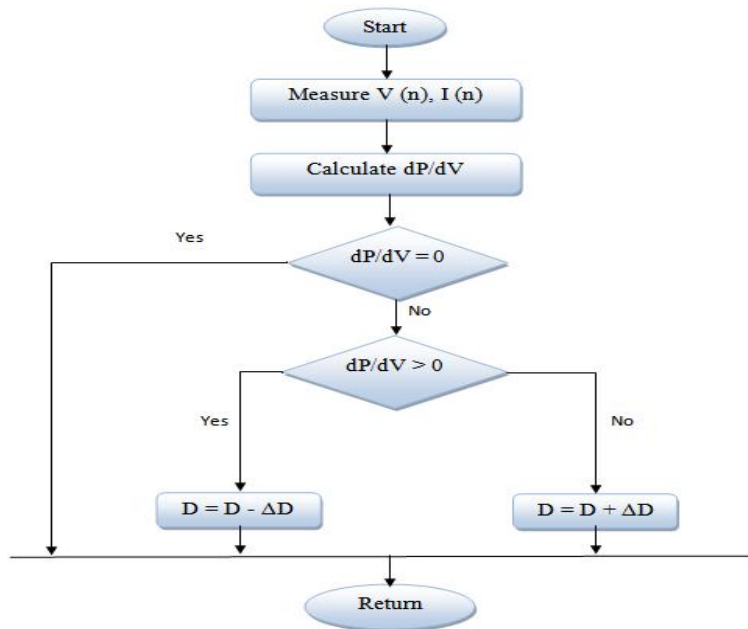 Start
Measure V (n), I (n)
Calculate dP/dV
Yes
dP/dV = 0
No
dP/dV > 0
Yes
No
D = D - ΔD
D = D + ΔD
Return